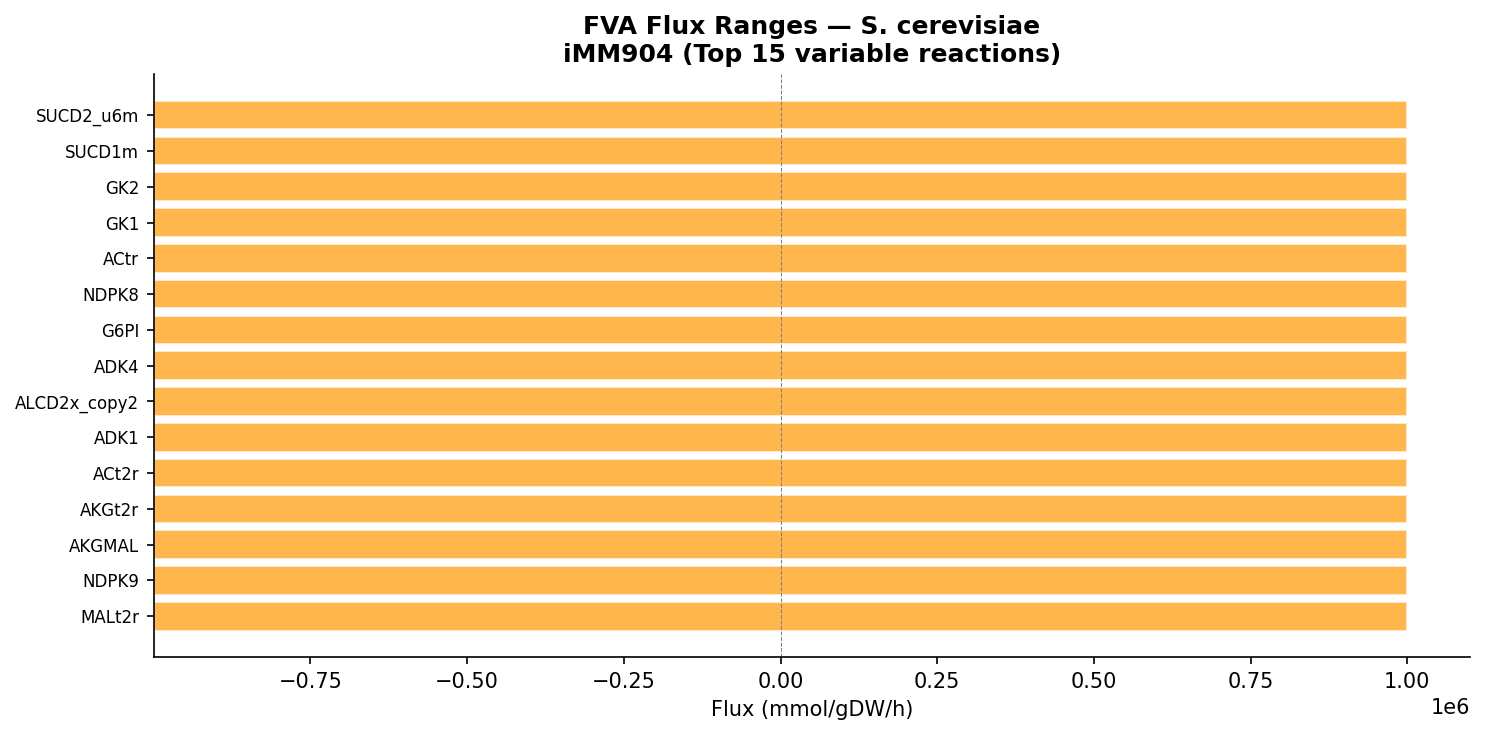 FVA Flux Ranges — S. cerevisiae
iMM904 (Top 15 variable reactions)
SUCD2_u6m
SUCD1m
GK2
GK1
ACtr
NDPK8
G6PI
ADK4
ALCD2x_copy2
ADK1
ACt2r
AKGt2r
AKGMAL
NDPK9
MALt2r
−0.75 −0.50 −0.25 0.00 0.25 0.50 0.75 1.00
1e6
Flux (mmol/gDW/h)